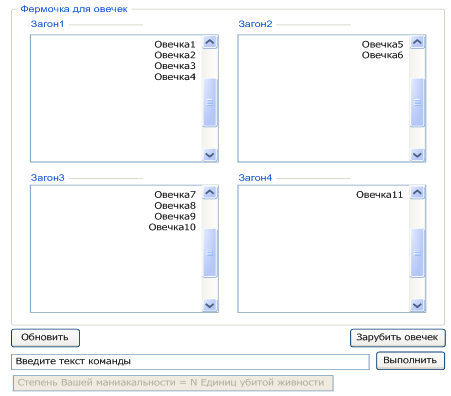 Фермочка для овечек
Загон1
Овечка1
Овечка2
Овечка3
Овечка4
Загон2
Овечка5
Овечка6
Загон3
Овечка7
Овечка8
Овечка9
Овечка10
Загон4
Овечка11
Обновить
Зарубить овечек
Введите текст команды
Выполнить
Степень Вашей маниакальности = N Единиц убитой живности